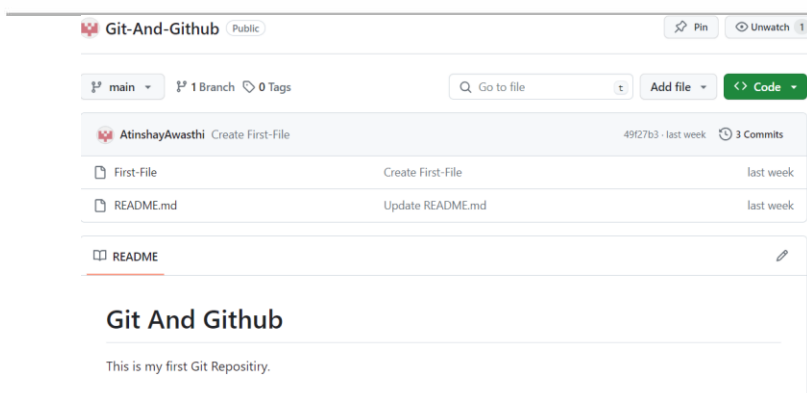 Git-And-Github Public Pin Unwatch 1
main 1 Branch 0 Tags Go to file t Add file Code
AtinshayAwasthi Create First-File 49f27b3 · last week 3 Commits
First-File Create First-File last week
README.md Update README.md last week
README
Git And Github
This is my first Git Repositiry.